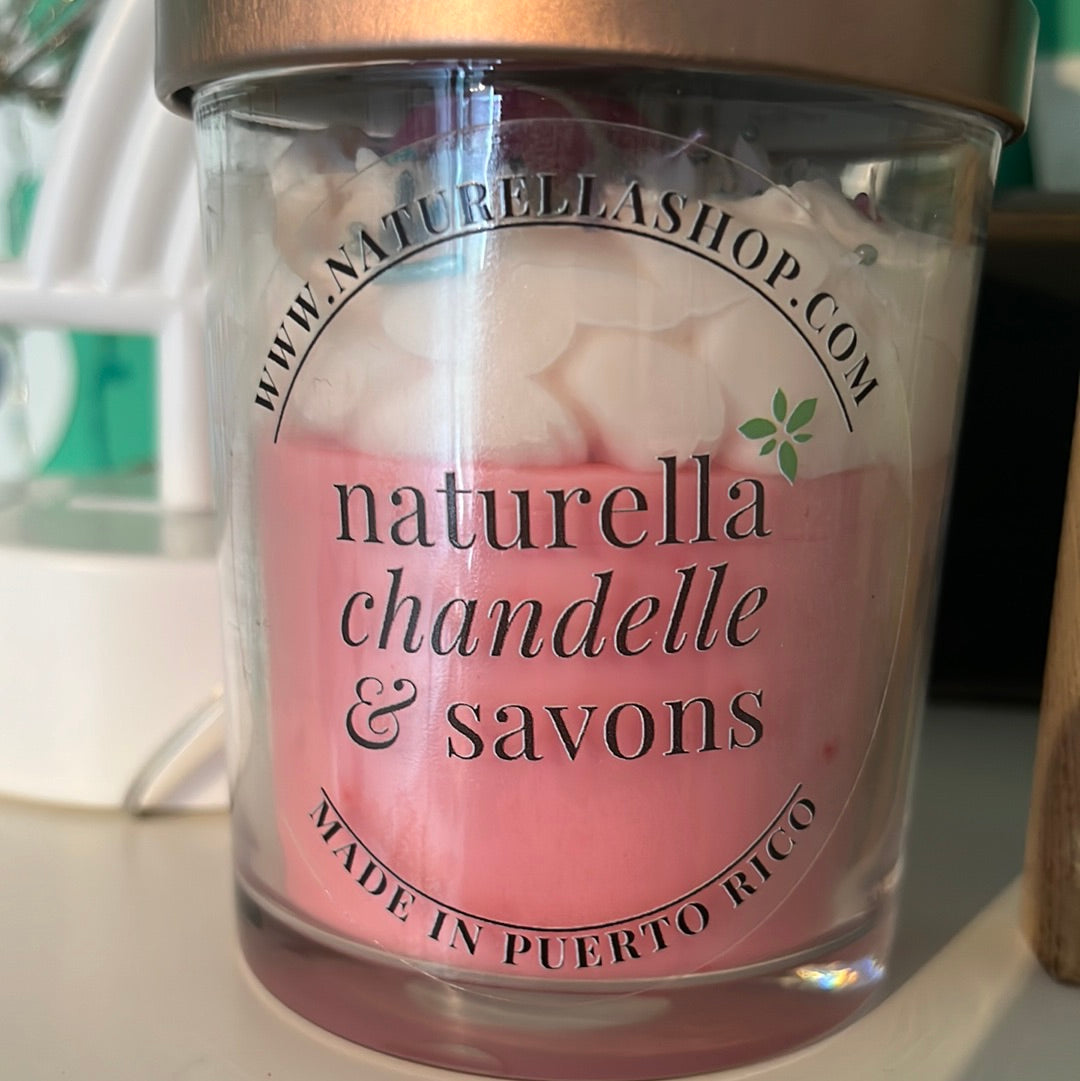 WWW.NATURELLASHOP.COM
naturella
chandelle
& savons
MADE IN PUERTO RICO